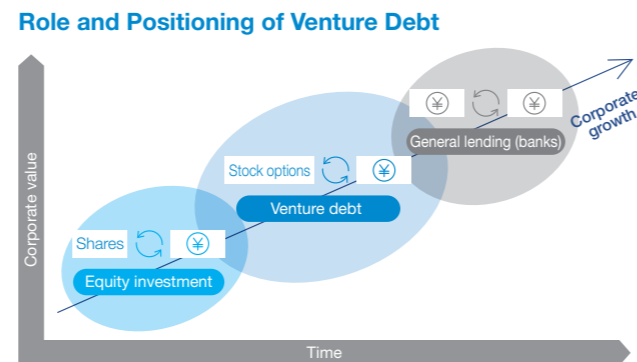 Role and Positioning of Venture Debt
Corporate value
¥
¥
General lending (banks)
Corporate
growth
Stock options
¥
Venture debt
Shares
¥
Equity investment
Time